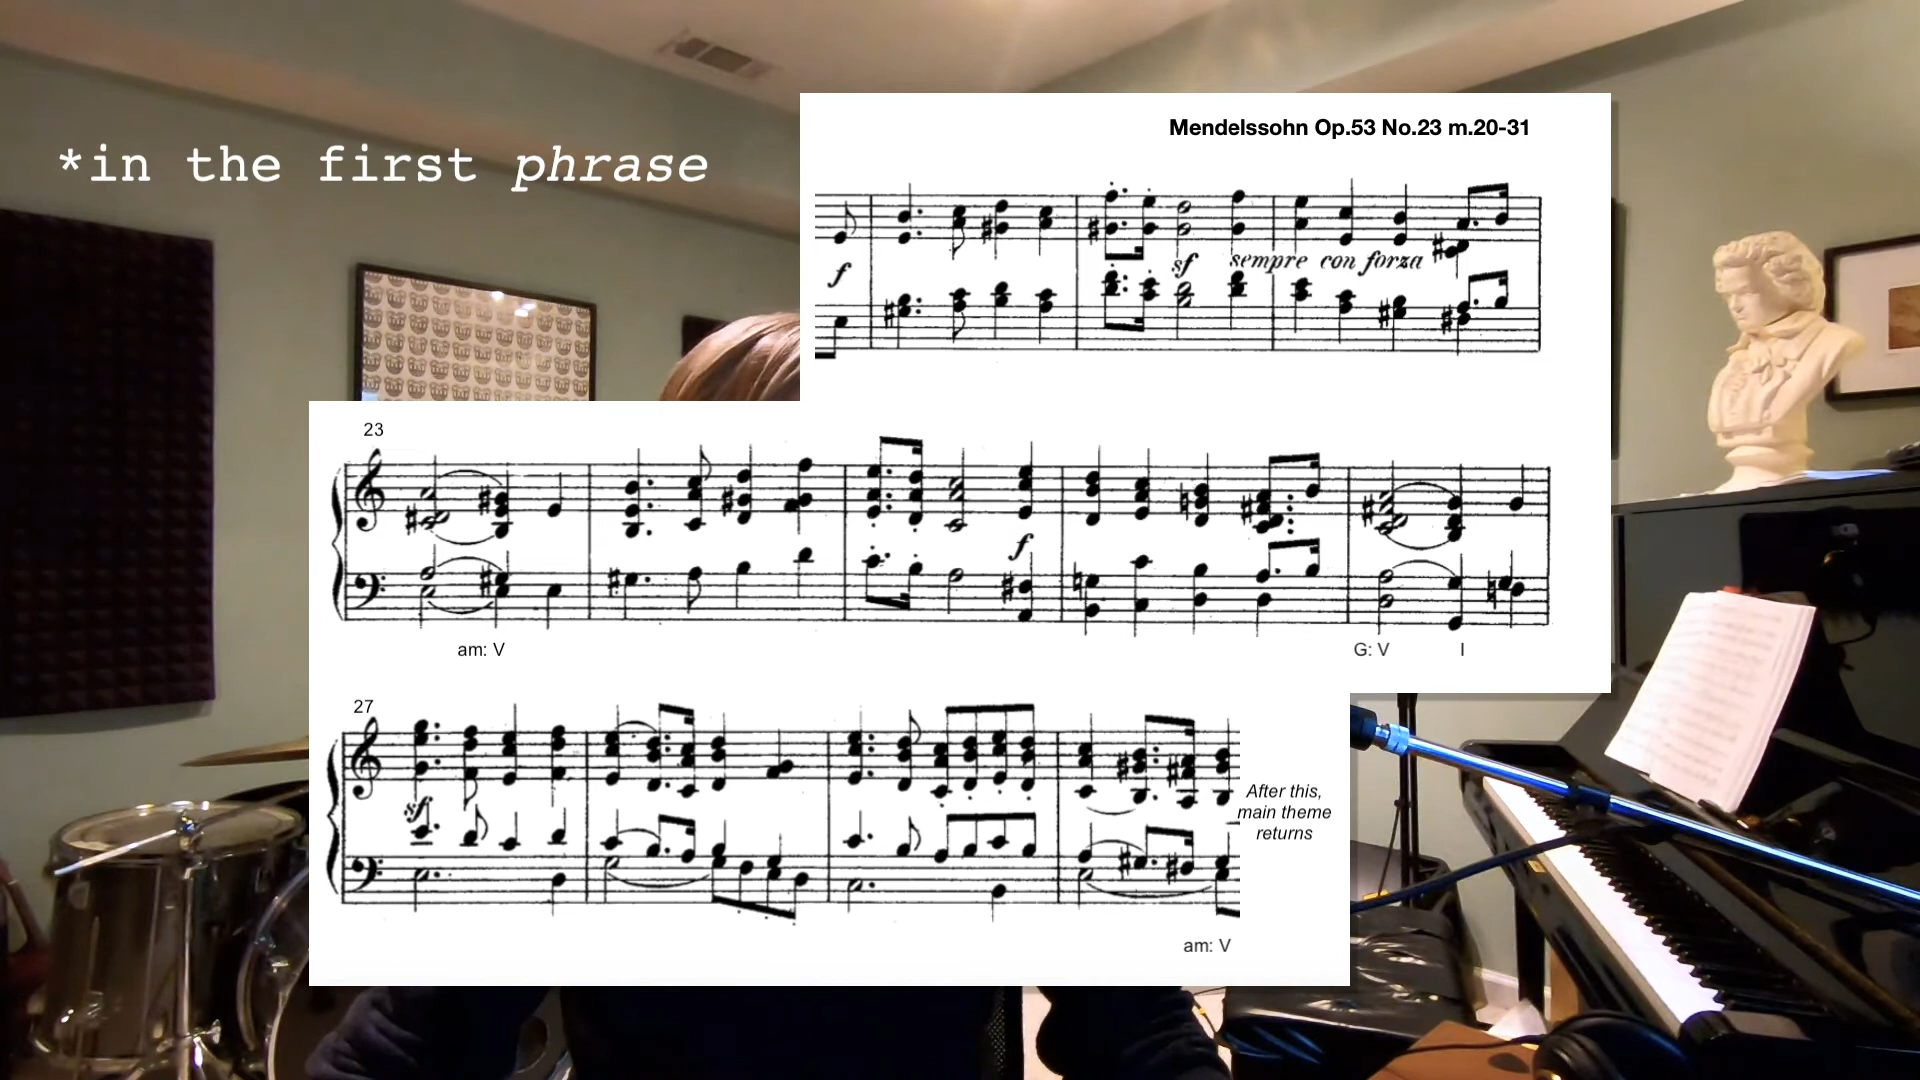 *in the first phrase
Mendelssohn Op.53 No.23 m.20-31
f
sf sempre con forza
23
f
am: V
G: V I
27
sf
After this,
main theme
returns
am: V